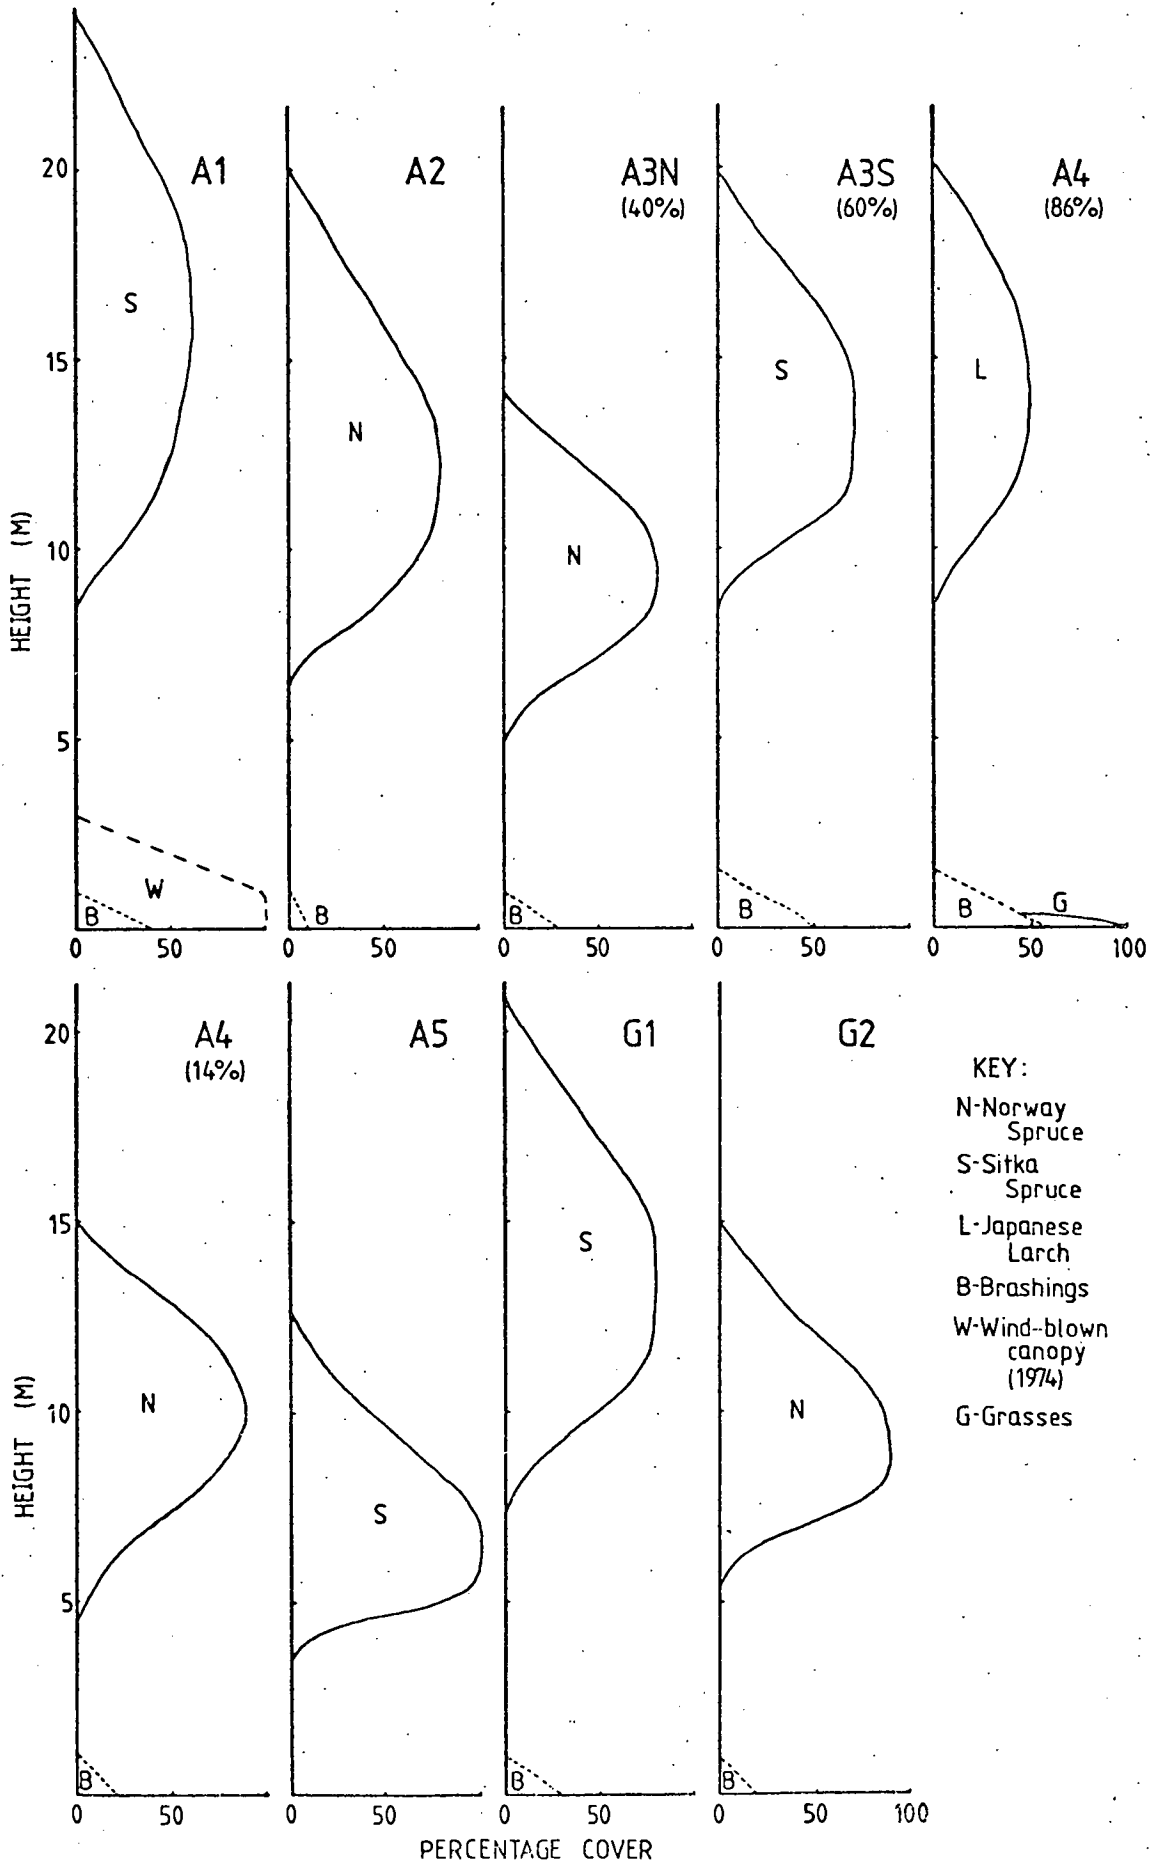 A1
A2
A3N
(40%)
A3S
(60%)
A4
(86%)
20
15
10
5
HEIGHT (M)
S
N
N
S
L
W
B
B
B
B
B
G
0 50
0 50
0 50
0 50
0 50 100
A4
(14%)
A5
G1
G2
20
15
10
5
HEIGHT (M)
N
S
S
N
B
B
B
0 50
0 50
0 50
0 50 100
PERCENTAGE COVER
KEY:
N-Norway
Spruce
S-Sitka
Spruce
L-Japanese
Larch
B-Brashings
W-Wind-blown
canopy
(1974)
G-Grasses